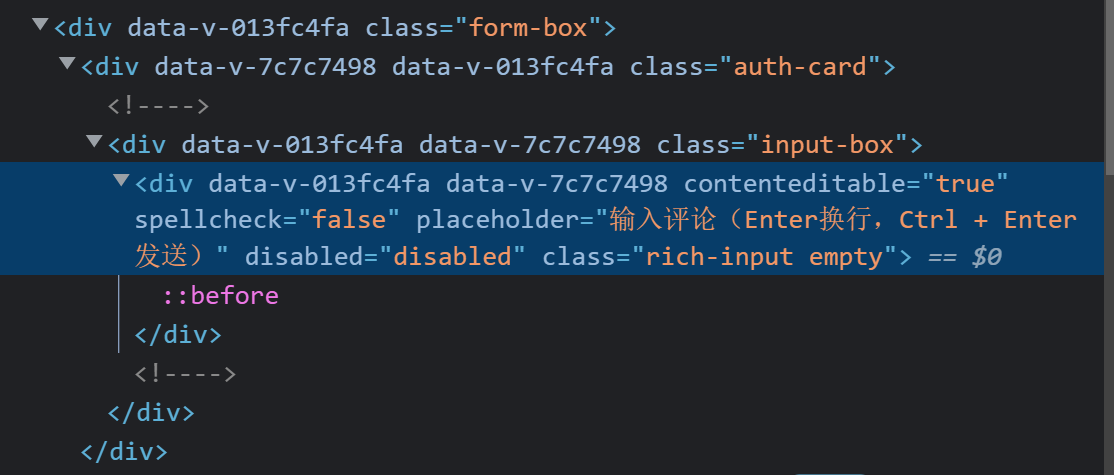 <div data-v-013fc4fa class="form-box">
<div data-v-7c7c7498 data-v-013fc4fa class="auth-card">
<!---->
<div data-v-013fc4fa data-v-7c7c7498 class="input-box">
<div data-v-013fc4fa data-v-7c7c7498 contenteditable="true"
spellcheck="false" placeholder="输入评论（Enter换行，Ctrl + Enter
发送）" disabled="disabled" class="rich-input empty"> == $0
::before
</div>
<!---->
</div>
</div>